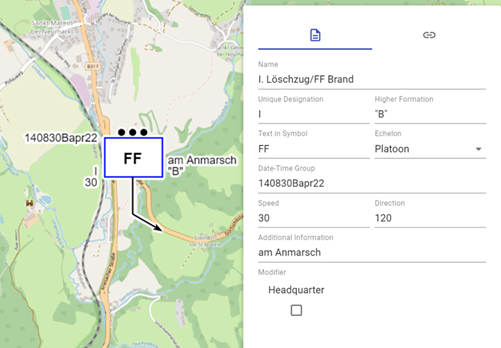 Sankt Marein
bei Neumarkt
B317
140830Bapr22
FF
am Anmarsch
"B"
I
30
Name
I. Löschzug/FF Brand
Unique Designation
Higher Formation
I
"B"
Text in Symbol
Echelon
FF
Platoon
Date-Time Group
140830Bapr22
Speed
Direction
30
120
Additional Information
am Anmarsch
Modifier
Headquarter